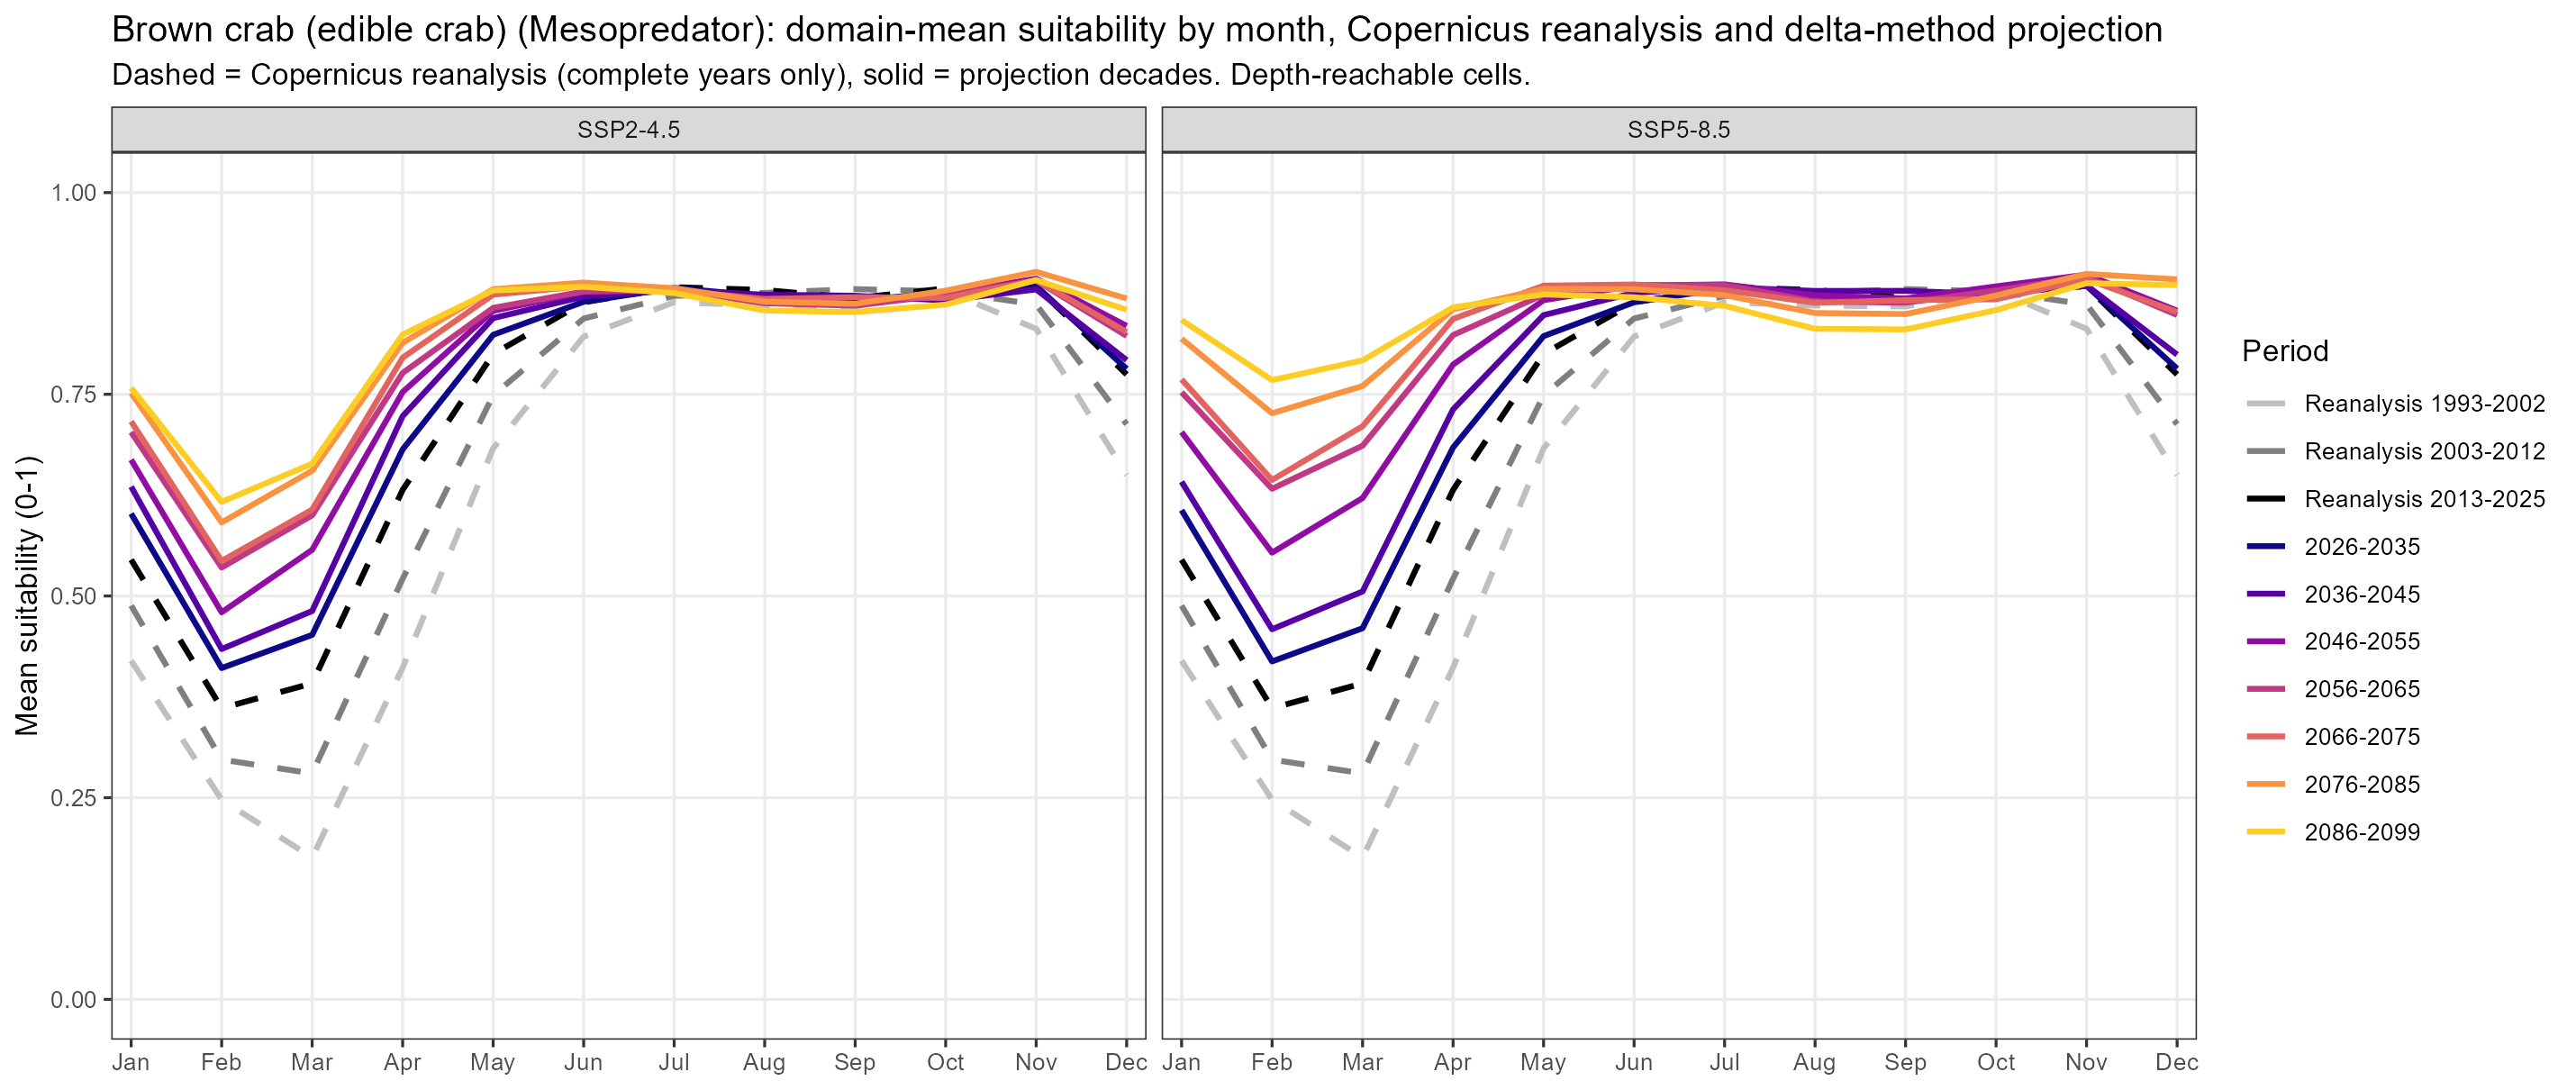 Brown crab (edible crab) (Mesopredator): domain-mean suitability by month, Copernicus reanalysis and delta-method projection
Dashed = Copernicus reanalysis (complete years only), solid = projection decades. Depth-reachable cells.
SSP2-4.5
SSP5-8.5
Mean suitability (0-1)
1.00
0.75
0.50
0.25
0.00
Jan Feb Mar Apr May Jun Jul Aug Sep Oct Nov Dec
Jan Feb Mar Apr May Jun Jul Aug Sep Oct Nov Dec
Period
Reanalysis 1993-2002
Reanalysis 2003-2012
Reanalysis 2013-2025
2026-2035
2036-2045
2046-2055
2056-2065
2066-2075
2076-2085
2086-2099